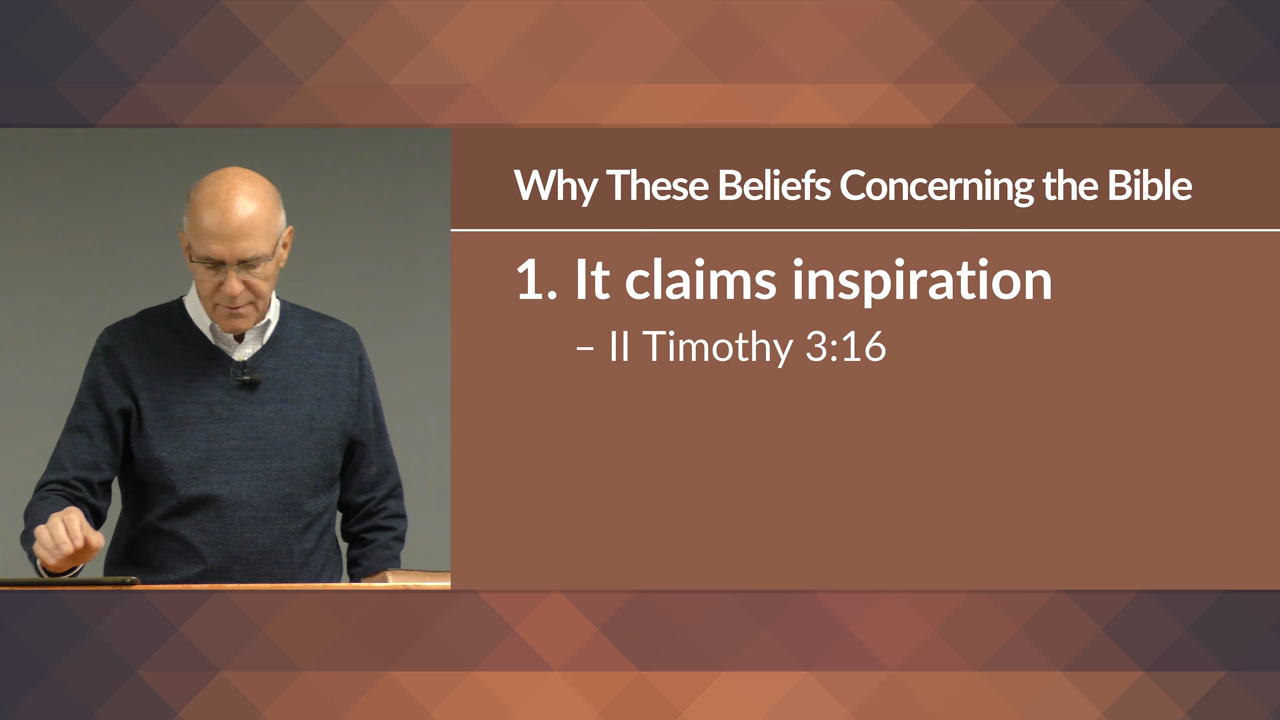 Why These Beliefs Concerning the Bible
1. It claims inspiration
– II Timothy 3:16